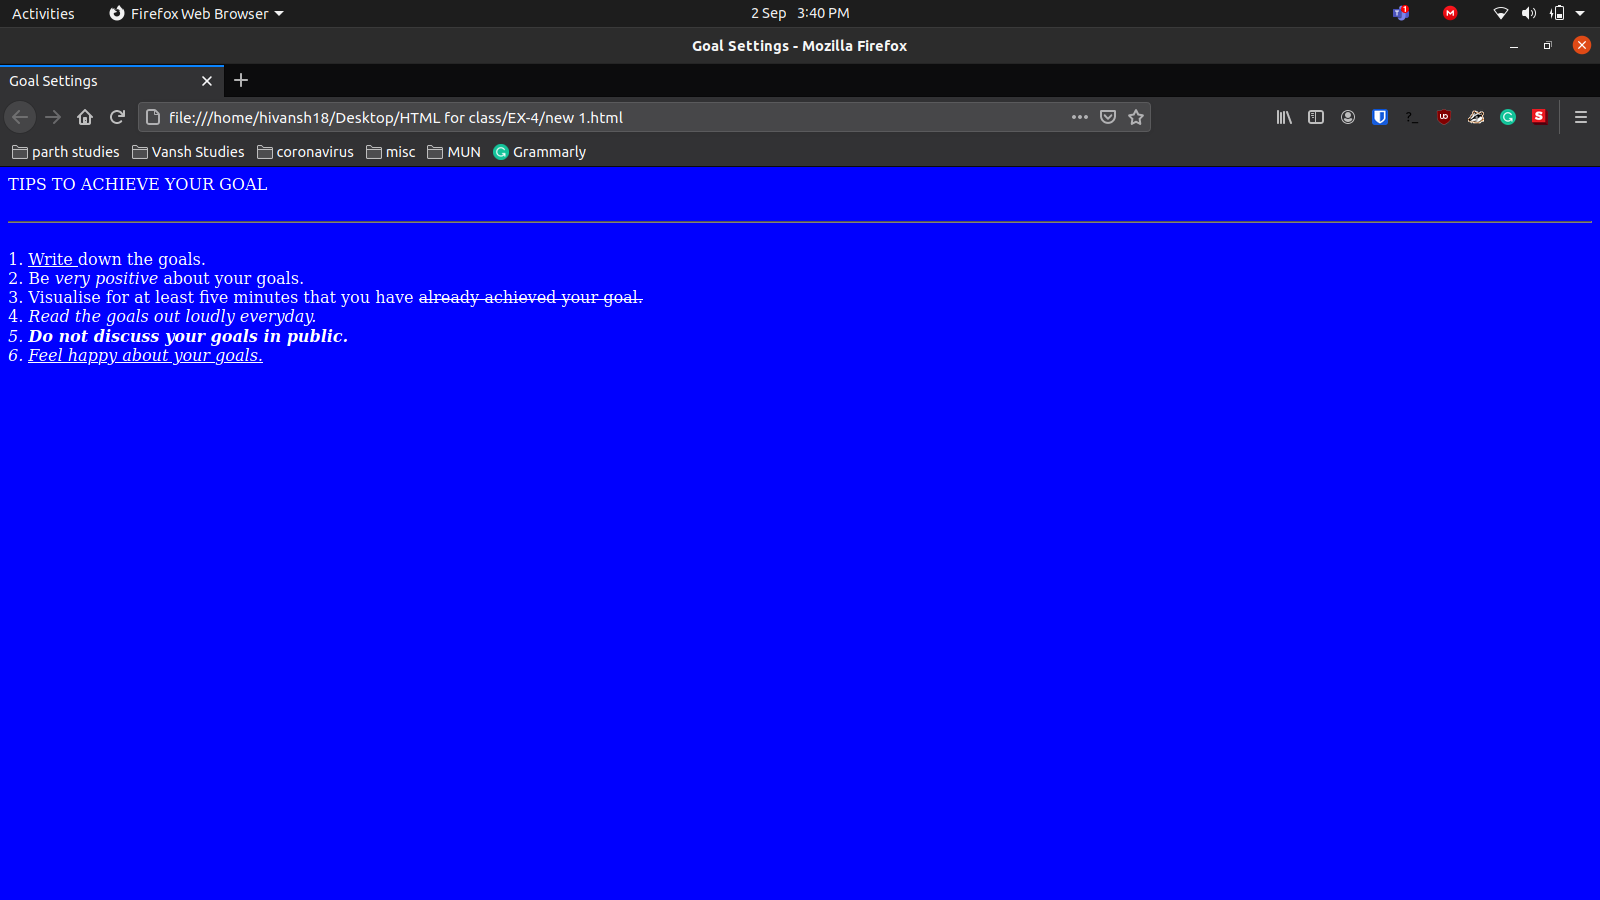 Activities Firefox Web Browser 2 Sep 3:40 PM
Goal Settings - Mozilla Firefox
Goal Settings
file:///home/hivansh18/Desktop/HTML for class/EX-4/new 1.html
parth studies Vansh Studies coronavirus misc MUN Grammarly
TIPS TO ACHIEVE YOUR GOAL
1. Write down the goals.
2. Be very positive about your goals.
3. Visualise for at least five minutes that you have already achieved your goal.
4. Read the goals out loudly everyday.
5. Do not discuss your goals in public.
6. Feel happy about your goals.